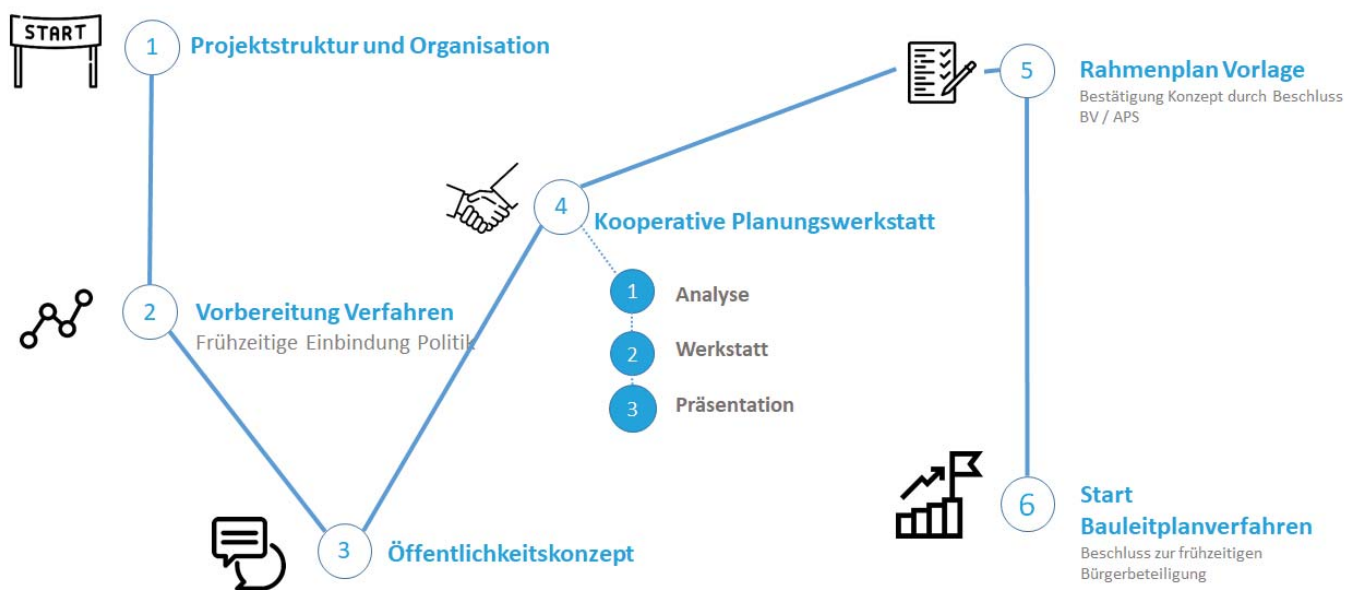 START
1
Projektstruktur und Organisation
2
Vorbereitung Verfahren
Frühzeitige Einbindung Politik
3
Öffentlichkeitskonzept
4
Kooperative Planungswerkstatt
1
Analyse
2
Werkstatt
3
Präsentation
5
Rahmenplan Vorlage
Bestätigung Konzept durch Beschluss
BV / APS
6
Start
Bauleitplanverfahren
Beschluss zur frühzeitigen
Bürgerbeteiligung